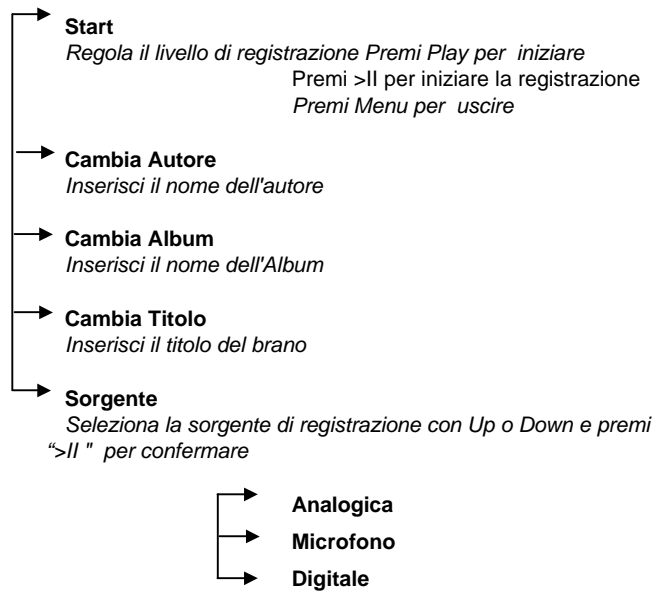 Start
Regola il livello di registrazione Premi Play per iniziare
Premi >II per iniziare la registrazione
Premi Menu per uscire
Cambia Autore
Inserisci il nome dell'autore
Cambia Album
Inserisci il nome dell'Album
Cambia Titolo
Inserisci il titolo del brano
Sorgente
Seleziona la sorgente di registrazione con Up o Down e premi
“>II " per confermare
Analogica
Microfono
Digitale